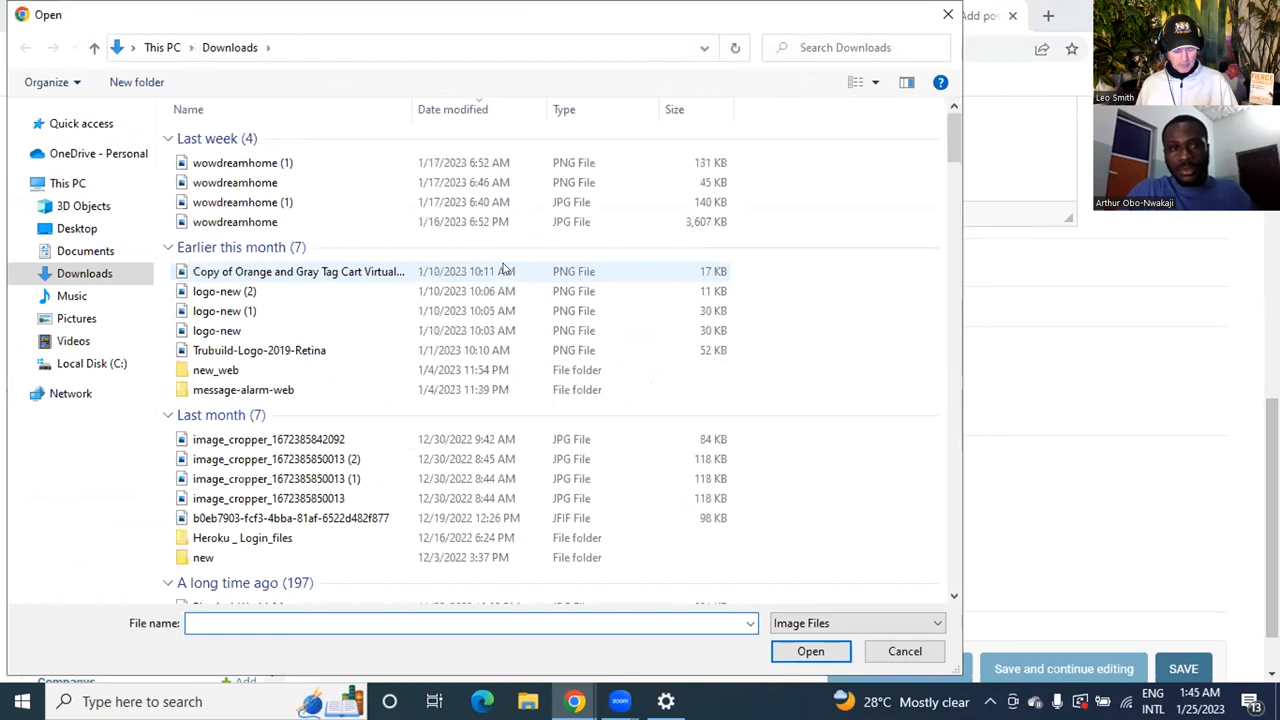 Open
Add pos
This PC
Downloads
Search Downloads
Organize
New folder
Leo Smith
FIERCE
Arthur Obo-Nwakaji
Quick access
OneDrive - Personal
This PC
3D Objects
Desktop
Documents
Downloads
Music
Pictures
Videos
Local Disk (C:)
Network
Name Date modified Type Size
Last week (4)
wowdreamhome (1) 1/17/2023 6:52 AM PNG File 131 KB
wowdreamhome 1/17/2023 6:46 AM PNG File 45 KB
wowdreamhome (1) 1/17/2023 6:40 AM JPG File 140 KB
wowdreamhome 1/16/2023 6:52 PM JPG File 3,607 KB
Earlier this month (7)
Copy of Orange and Gray Tag Cart Virtual... 1/10/2023 10:11 AM PNG File 17 KB
logo-new (2) 1/10/2023 10:06 AM PNG File 11 KB
logo-new (1) 1/10/2023 10:05 AM PNG File 30 KB
logo-new 1/10/2023 10:03 AM PNG File 30 KB
Trubuild-Logo-2019-Retina 1/1/2023 10:10 AM PNG File 52 KB
new_web 1/4/2023 11:54 PM File folder
message-alarm-web 1/4/2023 11:39 PM File folder
Last month (7)
image_cropper_1672385842092 12/30/2022 9:42 AM JPG File 84 KB
image_cropper_1672385850013 (2) 12/30/2022 8:45 AM JPG File 118 KB
image_cropper_1672385850013 (1) 12/30/2022 8:44 AM JPG File 118 KB
image_cropper_1672385850013 12/30/2022 8:44 AM JPG File 118 KB
b0eb7903-fcf3-4bba-81af-6522d482f877 12/19/2022 12:26 PM JFIF File 98 KB
Heroku _ Login_files 12/16/2022 6:24 PM File folder
new 12/3/2022 3:37 PM File folder
A long time ago (197)
File name:
Image Files
Open
Cancel
Companys
Add
Save and continue editing
SAVE
Type here to search
zoom
28°C Mostly clear
ENG
INTL
1:45 AM
1/25/2023
13